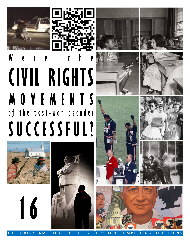 Were the
CIVIL RIGHTS
MOVEMENTS
of the post-war decades
SUCCESSFUL?
16